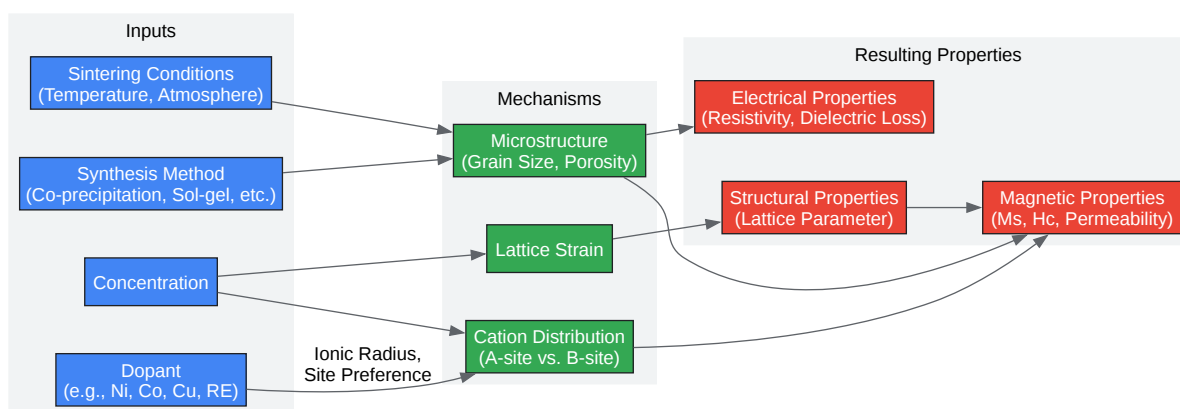 Inputs
Sintering Conditions
(Temperature, Atmosphere)
Synthesis Method
(Co-precipitation, Sol-gel, etc.)
Concentration
Dopant
(e.g., Ni, Co, Cu, RE)
Ionic Radius,
Site Preference
Mechanisms
Microstructure
(Grain Size, Porosity)
Lattice Strain
Cation Distribution
(A-site vs. B-site)
Resulting Properties
Electrical Properties
(Resistivity, Dielectric Loss)
Structural Properties
(Lattice Parameter)
Magnetic Properties
(Ms, Hc, Permeability)